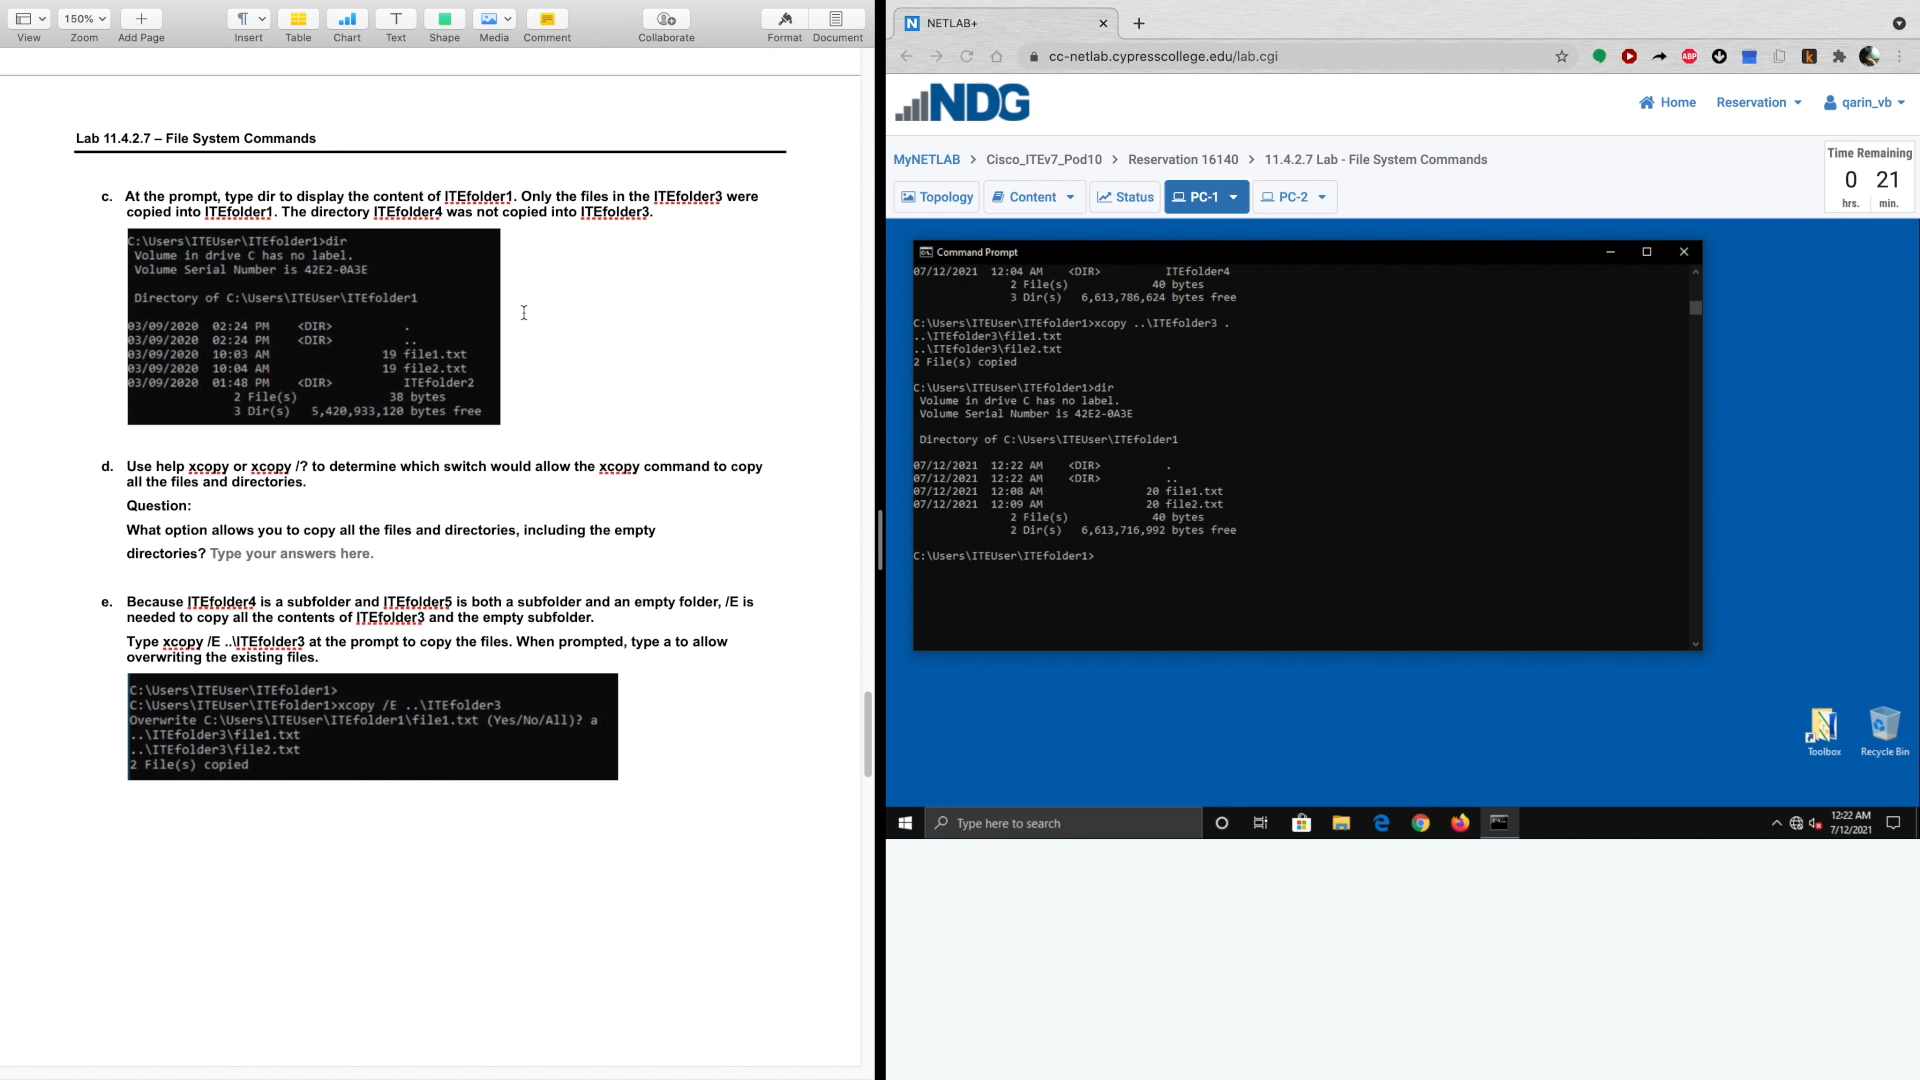 150%
View
Zoom
Add Page
Insert
Table
Chart
Text
Shape
Media
Comment
Collaborate
Format
Document
Lab 11.4.2.7 – File System Commands
c. At the prompt, type dir to display the content of ITEfolder1. Only the files in the ITEfolder3 were
copied into ITEfolder1. The directory ITEfolder4 was not copied into ITEfolder3.
C:\Users\ITEUser\ITEfolder1>dir
Volume in drive C has no label.
Volume Serial Number is 42E2-0A3E
Directory of C:\Users\ITEUser\ITEfolder1
03/09/2020 02:24 PM <DIR> .
03/09/2020 02:24 PM <DIR> ..
03/09/2020 10:03 AM 19 file1.txt
03/09/2020 10:04 AM 19 file2.txt
03/09/2020 01:48 PM <DIR> ITEfolder2
2 File(s) 38 bytes
3 Dir(s) 5,420,933,120 bytes free
d. Use help xcopy or xcopy /? to determine which switch would allow the xcopy command to copy
all the files and directories.
Question:
What option allows you to copy all the files and directories, including the empty
directories? Type your answers here.
e. Because ITEfolder4 is a subfolder and ITEfolder5 is both a subfolder and an empty folder, /E is
needed to copy all the contents of ITEfolder3 and the empty subfolder.
Type xcopy /E ..\ITEfolder3 at the prompt to copy the files. When prompted, type a to allow
overwriting the existing files.
C:\Users\ITEUser\ITEfolder1>
C:\Users\ITEUser\ITEfolder1>xcopy /E ..\ITEfolder3
Overwrite C:\Users\ITEUser\ITEfolder1\file1.txt (Yes/No/All)? a
..\ITEfolder3\file1.txt
..\ITEfolder3\file2.txt
2 File(s) copied
N NETLAB+
cc-netlab.cypresscollege.edu/lab.cgi
ABP
k
NDG
Home
Reservation
qarin_vb
MyNETLAB > Cisco_ITEv7_Pod10 > Reservation 16140 > 11.4.2.7 Lab - File System Commands
Time Remaining
0 21
hrs. min.
Topology
Content
Status
PC-1
PC-2
Command Prompt
07/12/2021 12:04 AM <DIR> ITEfolder4
2 File(s) 40 bytes
3 Dir(s) 6,613,786,624 bytes free
C:\Users\ITEUser\ITEfolder1>xcopy ..\ITEfolder3 .
..\ITEfolder3\file1.txt
..\ITEfolder3\file2.txt
2 File(s) copied
C:\Users\ITEUser\ITEfolder1>dir
Volume in drive C has no label.
Volume Serial Number is 42E2-0A3E
Directory of C:\Users\ITEUser\ITEfolder1
07/12/2021 12:22 AM <DIR> .
07/12/2021 12:22 AM <DIR> ..
07/12/2021 12:08 AM 20 file1.txt
07/12/2021 12:09 AM 20 file2.txt
2 File(s) 40 bytes
2 Dir(s) 6,613,716,992 bytes free
C:\Users\ITEUser\ITEfolder1>
Toolbox
Recycle Bin
Type here to search
12:22 AM
7/12/2021